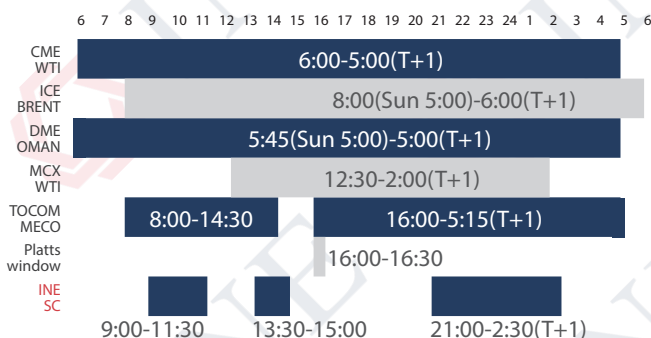 6 7 8 9 10 11 12 13 14 15 16 17 18 19 20 21 22 23 24 1 2 3 4 5 6
CME
WTI
6:00-5:00(T+1)
ICE
BRENT
8:00(Sun 5:00)-6:00(T+1)
DME
OMAN
5:45(Sun 5:00)-5:00(T+1)
MCX
WTI
12:30-2:00(T+1)
TOCOM
MECO
8:00-14:30 16:00-5:15(T+1)
Platts
window
16:00-16:30
INE
SC
9:00-11:30 13:30-15:00 21:00-2:30(T+1)